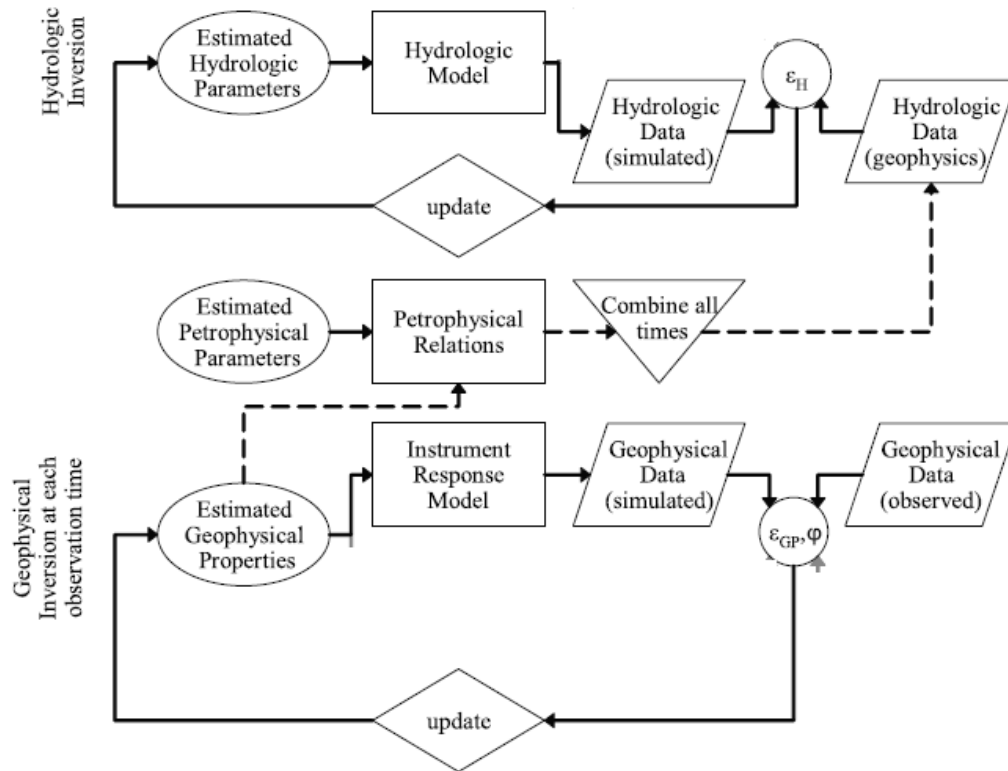 Hydrologic
Inversion
Estimated
Hydrologic
Parameters
Hydrologic
Model
Hydrologic
Data
(simulated)
ε_H
Hydrologic
Data
(geophysics)
update
Estimated
Petrophysical
Parameters
Petrophysical
Relations
Combine all
times
Geophysical
Inversion at each
observation time
Estimated
Geophysical
Properties
Instrument
Response
Model
Geophysical
Data
(simulated)
ε_GP,φ
Geophysical
Data
(observed)
update